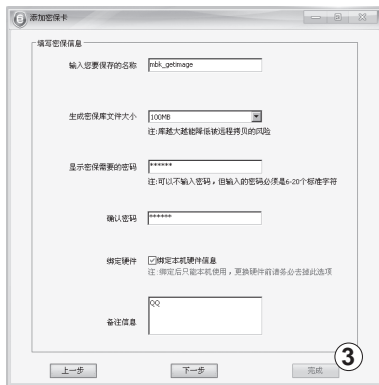 添加密保卡
填写密保信息
输入您要保存的名称 mbk_getimage
生成密保库文件大小 100MB
注:库越大越能降低被远程拷贝的风险
显示密保需要的密码 ******
注:可以不输入密码，但输入的密码必须是6-20个标准字符
确认密码 ******
绑定硬件 绑定本机硬件信息
注:绑定后只能本机使用，更换硬件前请务必去掉此选项
备注信息 QQ
上一步 下一步 完成
3